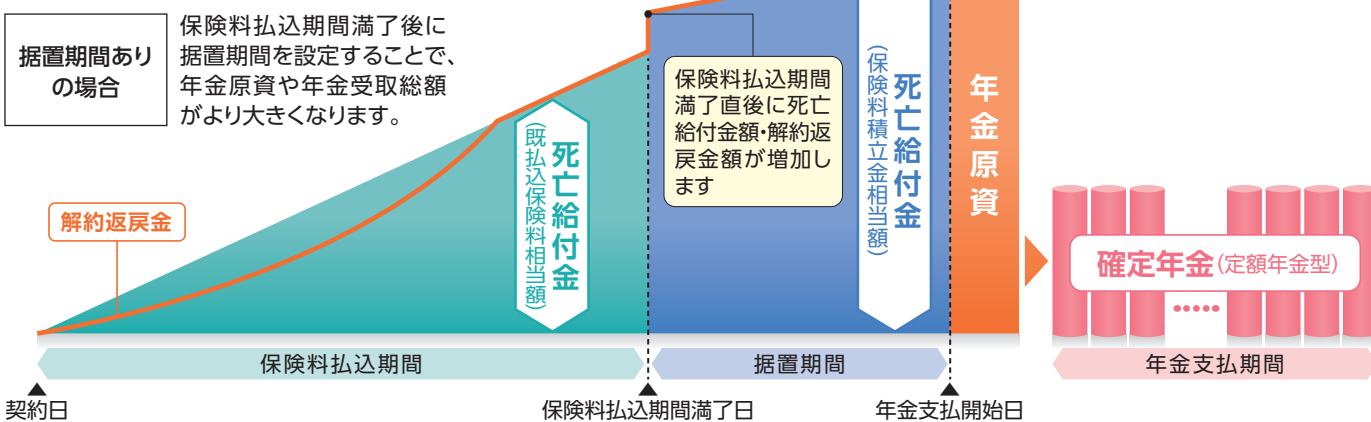 据置期間あり
の場合
保険料払込期間満了後に
据置期間を設定することで、
年金原資や年金受取総額
がより大きくなります。
解約返戻金
死亡給付金
(既払込保険料相当額)
保険料払込期間
満了直後に死亡
給付金額・解約返
戻金額が増加し
ます
死亡給付金
(保険料積立金相当額)
年金原資
確定年金(定額年金型)
保険料払込期間
据置期間
年金支払期間
契約日
保険料払込期間満了日
年金支払開始日